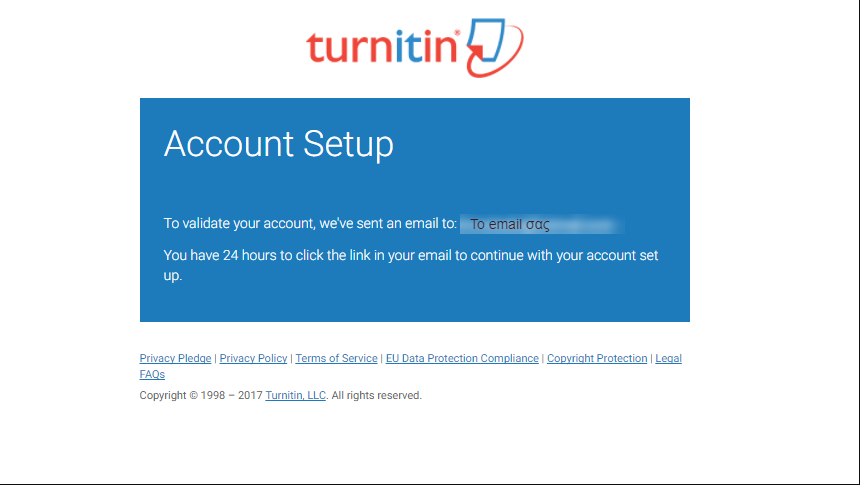 turnitin®
Account Setup
To validate your account, we've sent an email to: Το email σας
You have 24 hours to click the link in your email to continue with your account set
up.
Privacy Pledge | Privacy Policy | Terms of Service | EU Data Protection Compliance | Copyright Protection | Legal
FAQs
Copyright © 1998 – 2017 Turnitin, LLC. All rights reserved.